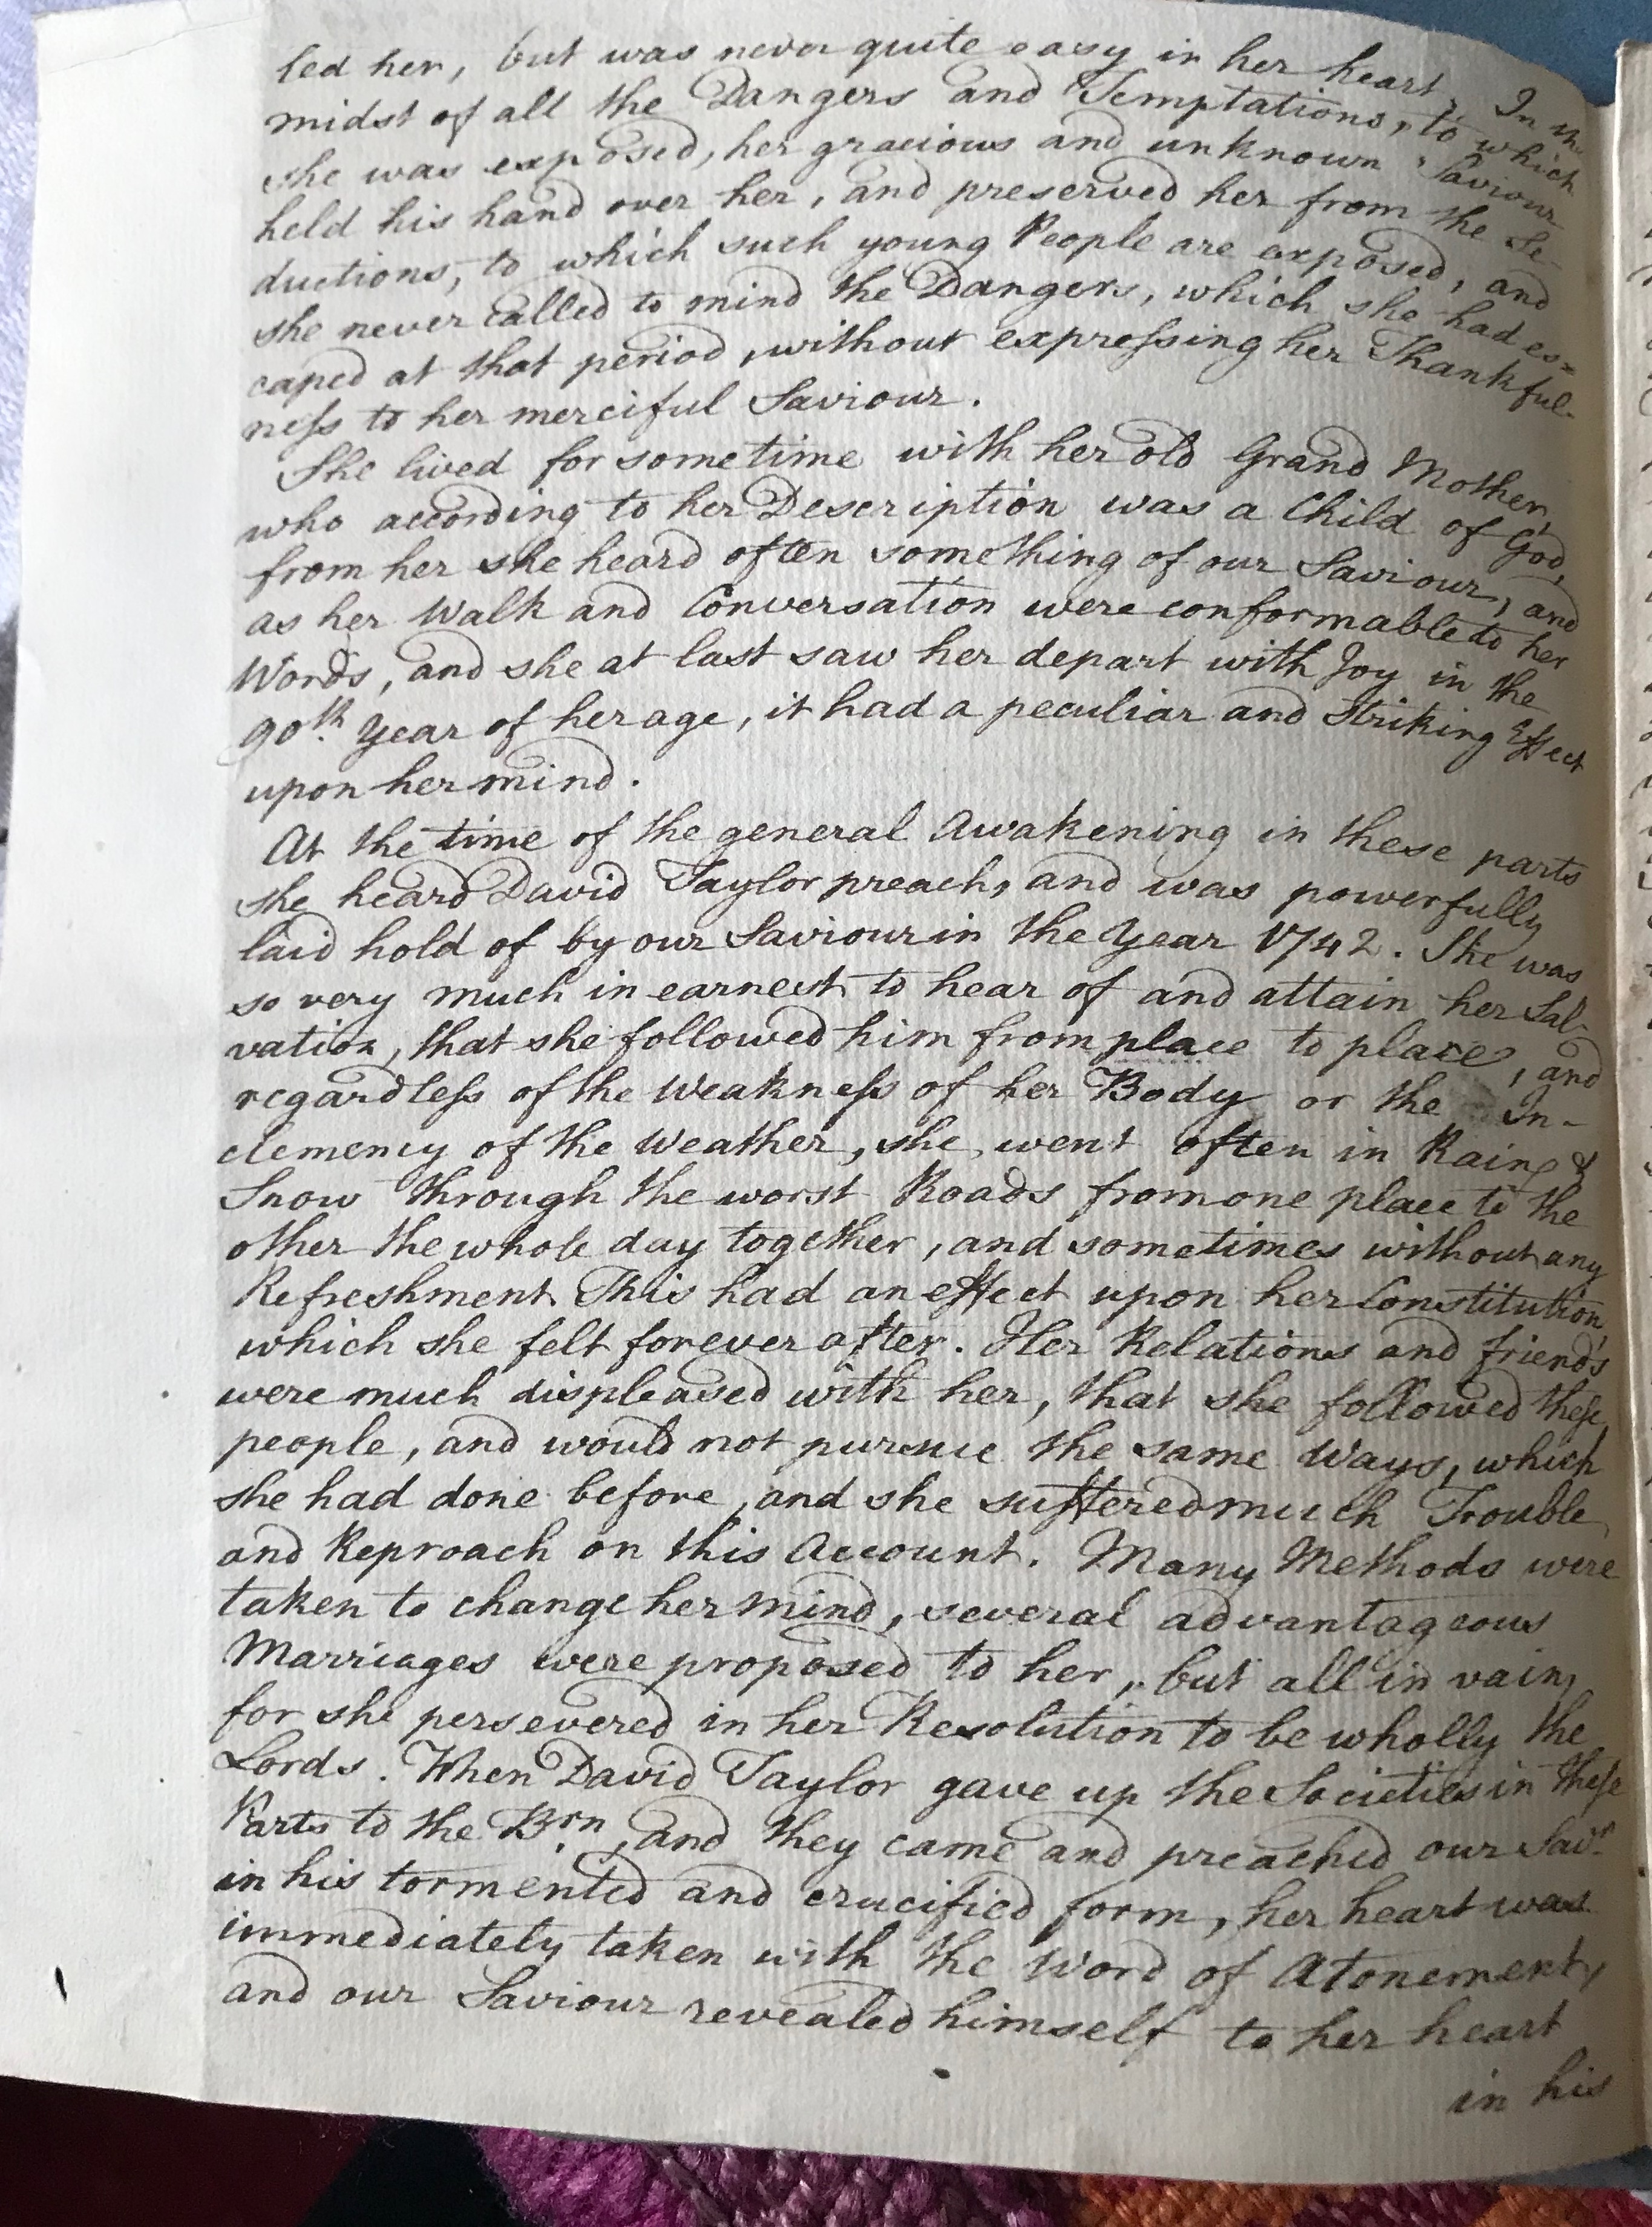 led her, but was never quite easy in her heart. In the
midst of all the Dangers and Temptations, to which
she was exposed, her gracious and unknown Saviour
held his hand over her, and preserved her from the Se-
ductions, to which such young People are exposed, and
she never called to mind the Dangers, which she had es=
caped at that period, without expreſsing her Thankful-
neſs to her merciful Saviour.
She lived for sometime with her old Grand Mother,
who according to her Description was a Child of God,
from her she heard often something of our Saviour, and
as her Walk and Conversation were conformable to her
Words, and she at last saw her depart with Joy in the
90th. Year of her age, it had a peculiar and Striking Effect
upon her mind.
At the time of the general Awakening in these parts
she heard David Taylor preach, and was powerfully
laid hold of by our Saviour in the Year 1742. She was
so very much in earnest to hear of and attain her Sal-
vation, that she followed him from place to place, and
regardleſs of the Weakneſs of her Body or the In-
clemency of the Weather, she went often in Rain &
Snow through the worst Roads from one place to the
other the whole day together, and sometimes without any
Refreshment. This had an effect upon her Constitution,
which she felt forever after. Her Relations and friends
were much displeased with her, that she followed theſe
people, and would not pursue the same Ways, which
she had done before, and she suffered much Trouble
and Reproach on this Account. Many Methods were
taken to change her mind, several advantageous
Marriages were proposed to her, but all in vain,
for she persevered in her Resolution to be wholly the
Lords. When David Taylor gave up the Societies in theſe
Parts to the Brn., and they came and preached our Savr.
in his tormented and crucified form, her heart was
immediately taken with the Word of Atonement,
and our Saviour revealed himself to her heart
in his